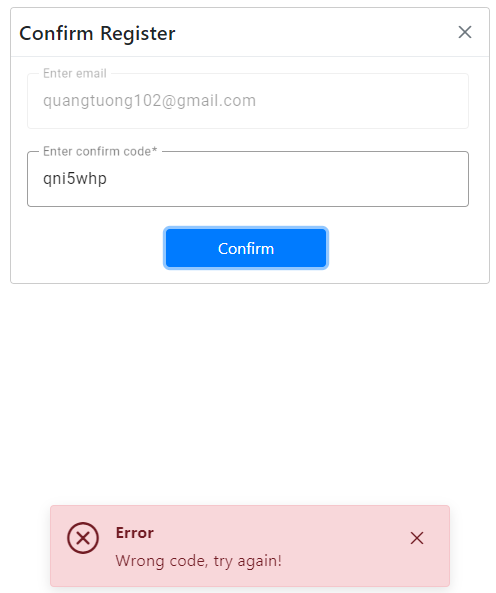 Confirm Register
Enter email
quangtuong102@gmail.com
Enter confirm code*
qni5whp
Confirm
Error
Wrong code, try again!